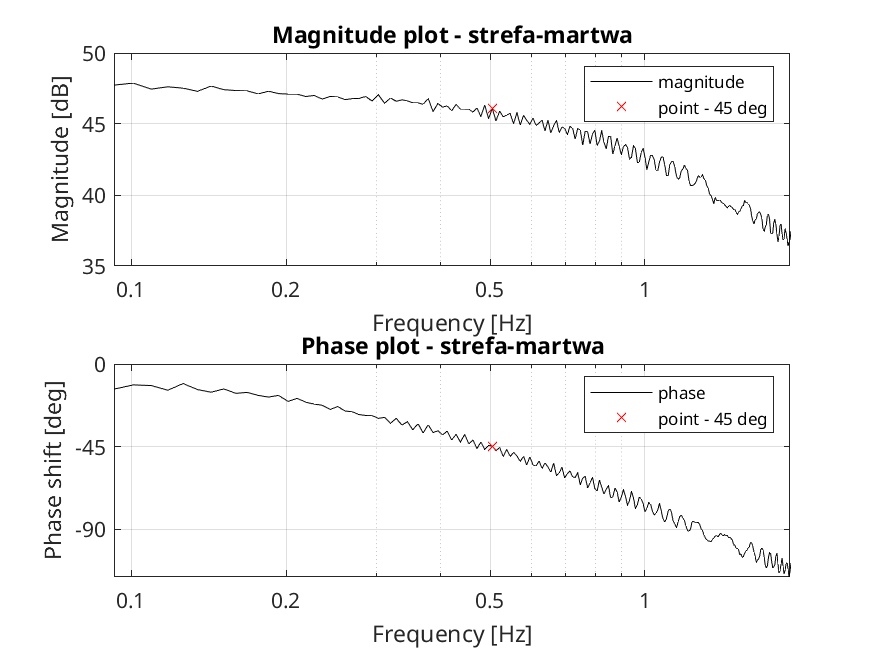 Magnitude plot - strefa-martwa
Magnitude [dB]
50
45
40
35
magnitude
point - 45 deg
0.1
0.2
0.5
1
Frequency [Hz]
Phase plot - strefa-martwa
Phase shift [deg]
0
-45
-90
phase
point - 45 deg
0.1
0.2
0.5
1
Frequency [Hz]